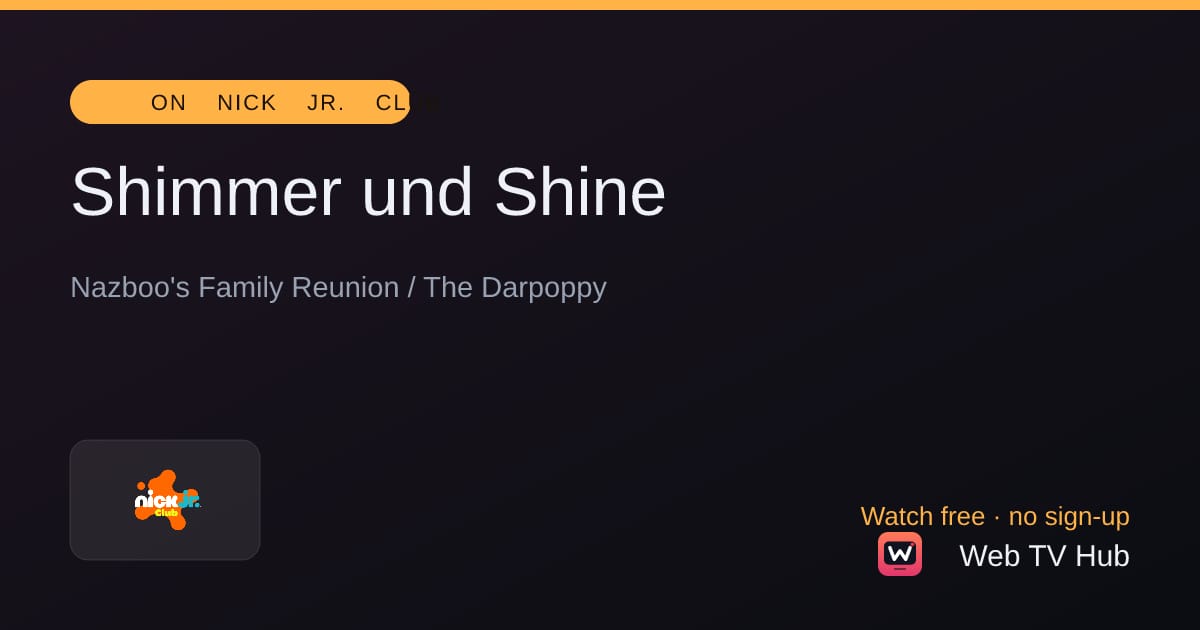 ON NICK JR. CLUB
Shimmer und Shine
Nazboo's Family Reunion / The Darpoppy
nick jr.
Club
Watch free · no sign-up
W
Web TV Hub